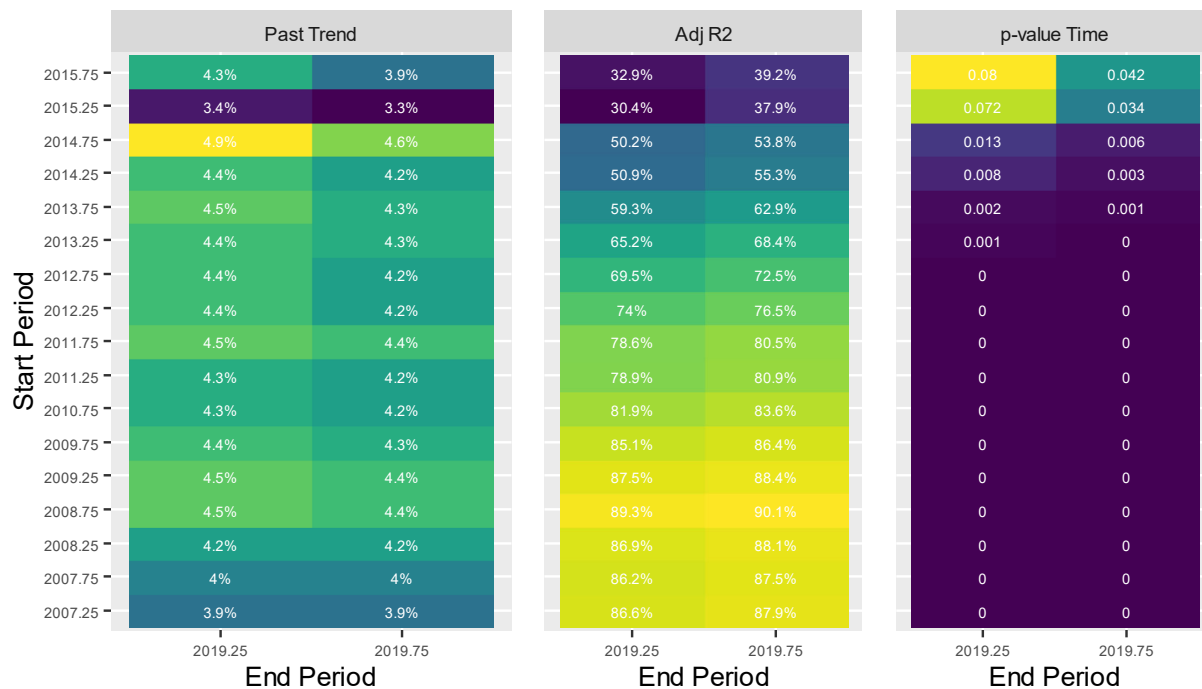 Past Trend Adj R2 p-value Time
2015.75 4.3% 3.9% 32.9% 39.2% 0.08 0.042
2015.25 3.4% 3.3% 30.4% 37.9% 0.072 0.034
2014.75 4.9% 4.6% 50.2% 53.8% 0.013 0.006
2014.25 4.4% 4.2% 50.9% 55.3% 0.008 0.003
2013.75 4.5% 4.3% 59.3% 62.9% 0.002 0.001
2013.25 4.4% 4.3% 65.2% 68.4% 0.001 0
2012.75 4.4% 4.2% 69.5% 72.5% 0 0
2012.25 4.4% 4.2% 74% 76.5% 0 0
2011.75 4.5% 4.4% 78.6% 80.5% 0 0
2011.25 4.3% 4.2% 78.9% 80.9% 0 0
2010.75 4.3% 4.2% 81.9% 83.6% 0 0
2009.75 4.4% 4.3% 85.1% 86.4% 0 0
2009.25 4.5% 4.4% 87.5% 88.4% 0 0
2008.75 4.5% 4.4% 89.3% 90.1% 0 0
2008.25 4.2% 4.2% 86.9% 88.1% 0 0
2007.75 4% 4% 86.2% 87.5% 0 0
2007.25 3.9% 3.9% 86.6% 87.9% 0 0
Start Period
2019.25 2019.75 2019.25 2019.75 2019.25 2019.75
End Period End Period End Period